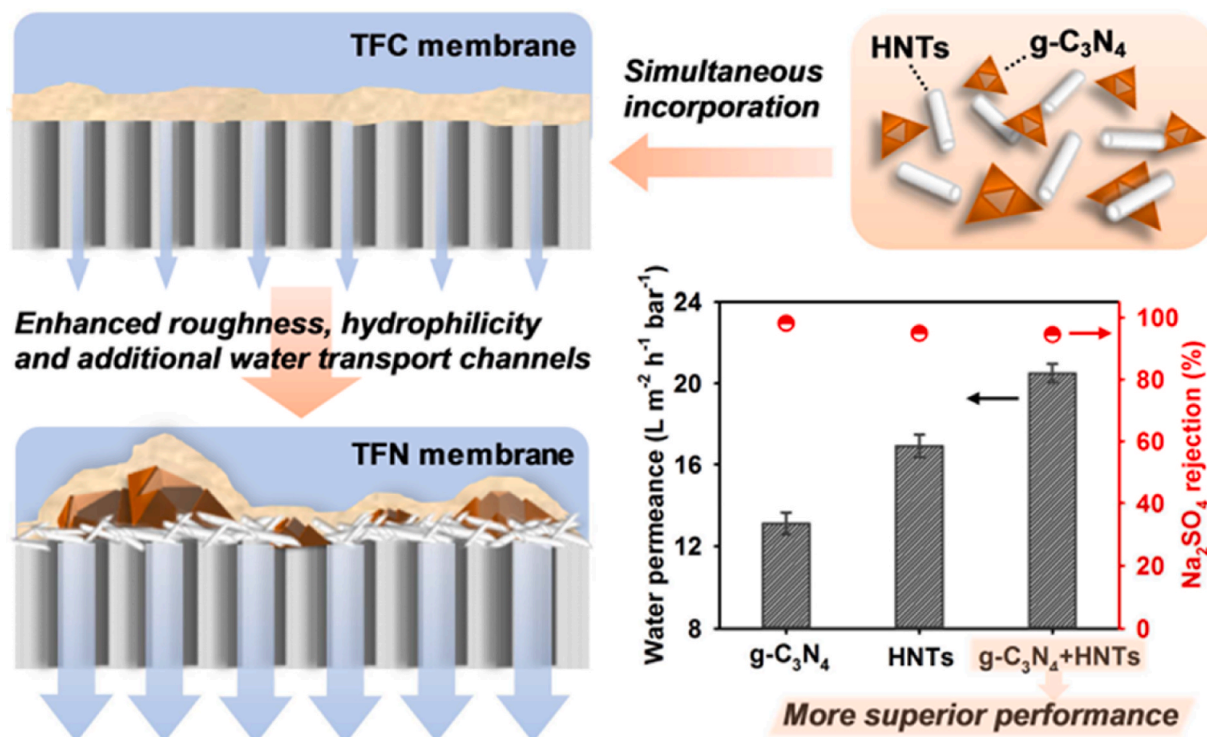 TFC membrane
Simultaneous
incorporation
HNTs
g-C₃N₄
Enhanced roughness, hydrophilicity
and additional water transport channels
TFN membrane
Water permeance (L m⁻² h⁻¹ bar⁻¹)
24
20
16
12
8
100
80
60
40
20
0
Na₂SO₄ rejection (%)
g-C₃N₄
HNTs
g-C₃N₄+HNTs
More superior performance